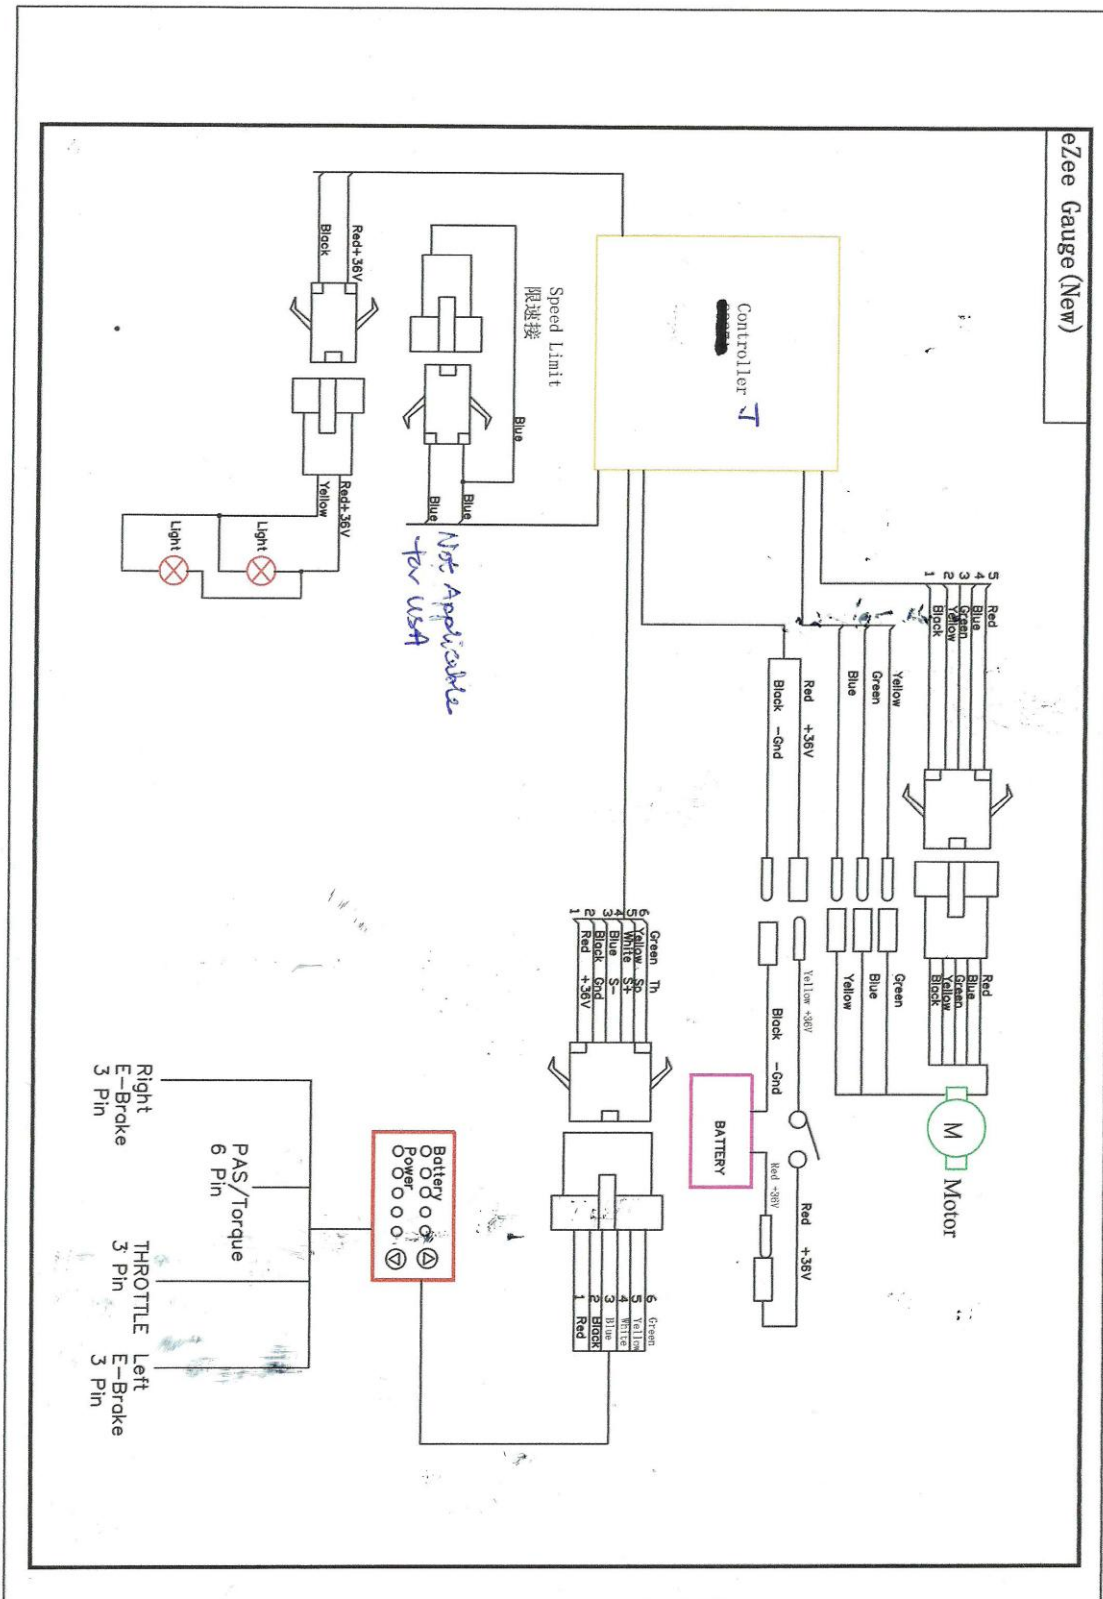 eZee Gauge(New)
Controller J
Speed Limit
限速接
Blue
Blue
Blue
Not Applicable
for USA
Red+36V
Black
Red+36V
Yellow
Light
Light
5 Red
4 Blue
3 Green
2 Yellow
1 Black
Red
Blue
Green
Yellow
Black
Yellow
Green
Blue
Green
Blue
Yellow
M
Motor
Red +36V
Black -Gnd
Yellow +36V
Black -Gnd
Red +36V
Red +36V
BATTERY
6 Green Th
5 Yellow Sp
4 White S+
3 Blue S-
2 Black Gnd
1 Red +36V
6 Green
5 Yellow
4 White
3 Blue
2 Black
1 Red
Battery
Power
Right
E-Brake
3 Pin
PAS/Torque
6 Pin
THROTTLE
3 Pin
Left
E-Brake
3 Pin